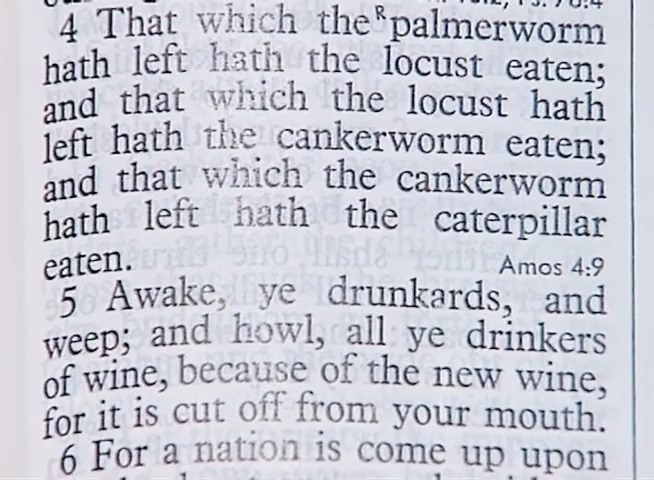 4 That which the ᴿpalmerworm
hath left hath the locust eaten;
and that which the locust hath
left hath the cankerworm eaten;
and that which the cankerworm
hath left hath the caterpillar
eaten. Amos 4:9
5 Awake, ye drunkards, and
weep; and howl, all ye drinkers
of wine, because of the new wine,
for it is cut off from your mouth.
6 For a nation is come up upon